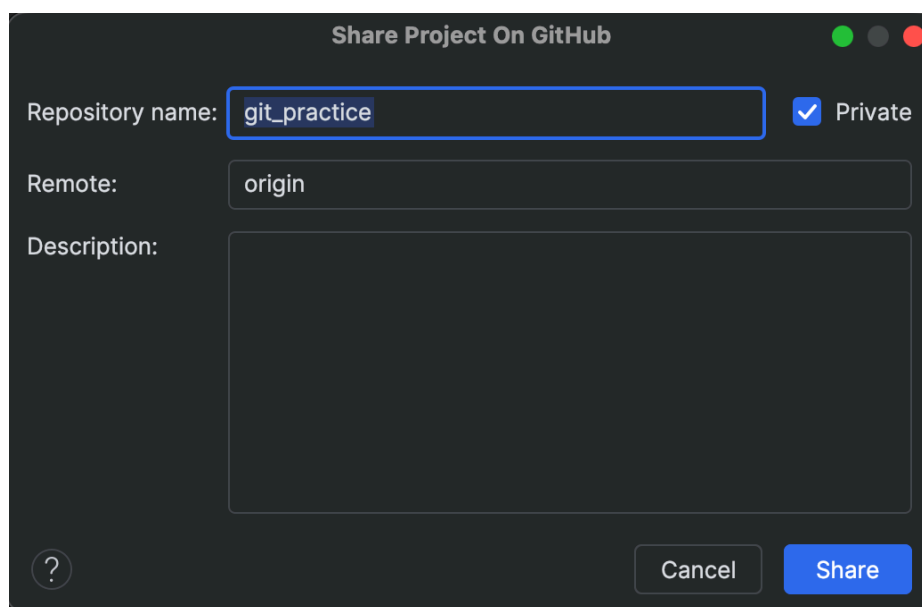 Share Project On GitHub
Repository name: git_practice Private
Remote: origin
Description:
? Cancel Share